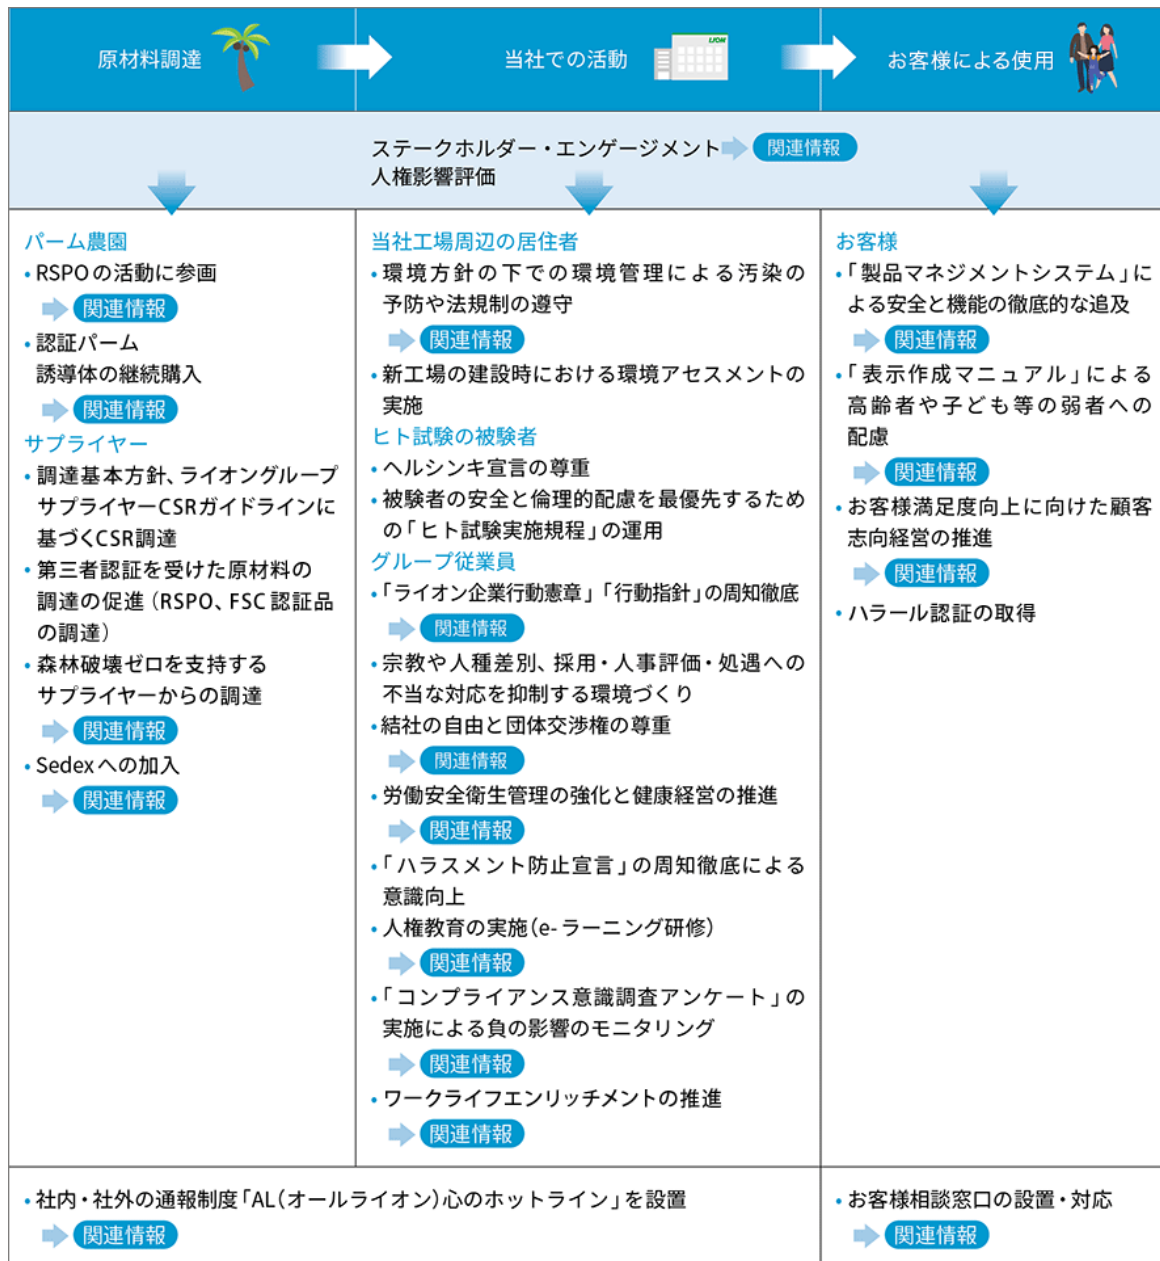 原材料調達
当社での活動
LION
お客様による使用
ステークホルダー・エンゲージメント 関連情報
人権影響評価
パーム農園
・RSPOの活動に参画
関連情報
・認証パーム
誘導体の継続購入
関連情報
サプライヤー
・調達基本方針、ライオングループ
サプライヤーCSRガイドラインに
基づくCSR調達
・第三者認証を受けた原材料の
調達の促進（RSPO、FSC認証品
の調達）
・森林破壊ゼロを支持する
サプライヤーからの調達
関連情報
・Sedexへの加入
関連情報
当社工場周辺の居住者
・環境方針の下での環境管理による汚染の
予防や法規制の遵守
関連情報
・新工場の建設時における環境アセスメントの
実施
ヒト試験の被験者
・ヘルシンキ宣言の尊重
・被験者の安全と倫理的配慮を最優先するため
の「ヒト試験実施規程」の運用
グループ従業員
・「ライオン企業行動憲章」「行動指針」の周知徹底
関連情報
・宗教や人種差別、採用・人事評価・処遇への
不当な対応を抑制する環境づくり
・結社の自由と団体交渉権の尊重
関連情報
・労働安全衛生管理の強化と健康経営の推進
関連情報
・「ハラスメント防止宣言」の周知徹底による
意識向上
・人権教育の実施（e-ラーニング研修）
関連情報
・「コンプライアンス意識調査アンケート」の
実施による負の影響のモニタリング
関連情報
・ワークライフエンリッチメントの推進
関連情報
お客様
・「製品マネジメントシステム」に
よる安全と機能の徹底的な追及
関連情報
・「表示作成マニュアル」による
高齢者や子ども等の弱者への
配慮
関連情報
・お客様満足度向上に向けた顧客
志向経営の推進
関連情報
・ハラール認証の取得
・社内・社外の通報制度「AL（オールライオン）心のホットライン」を設置
関連情報
・お客様相談窓口の設置・対応
関連情報